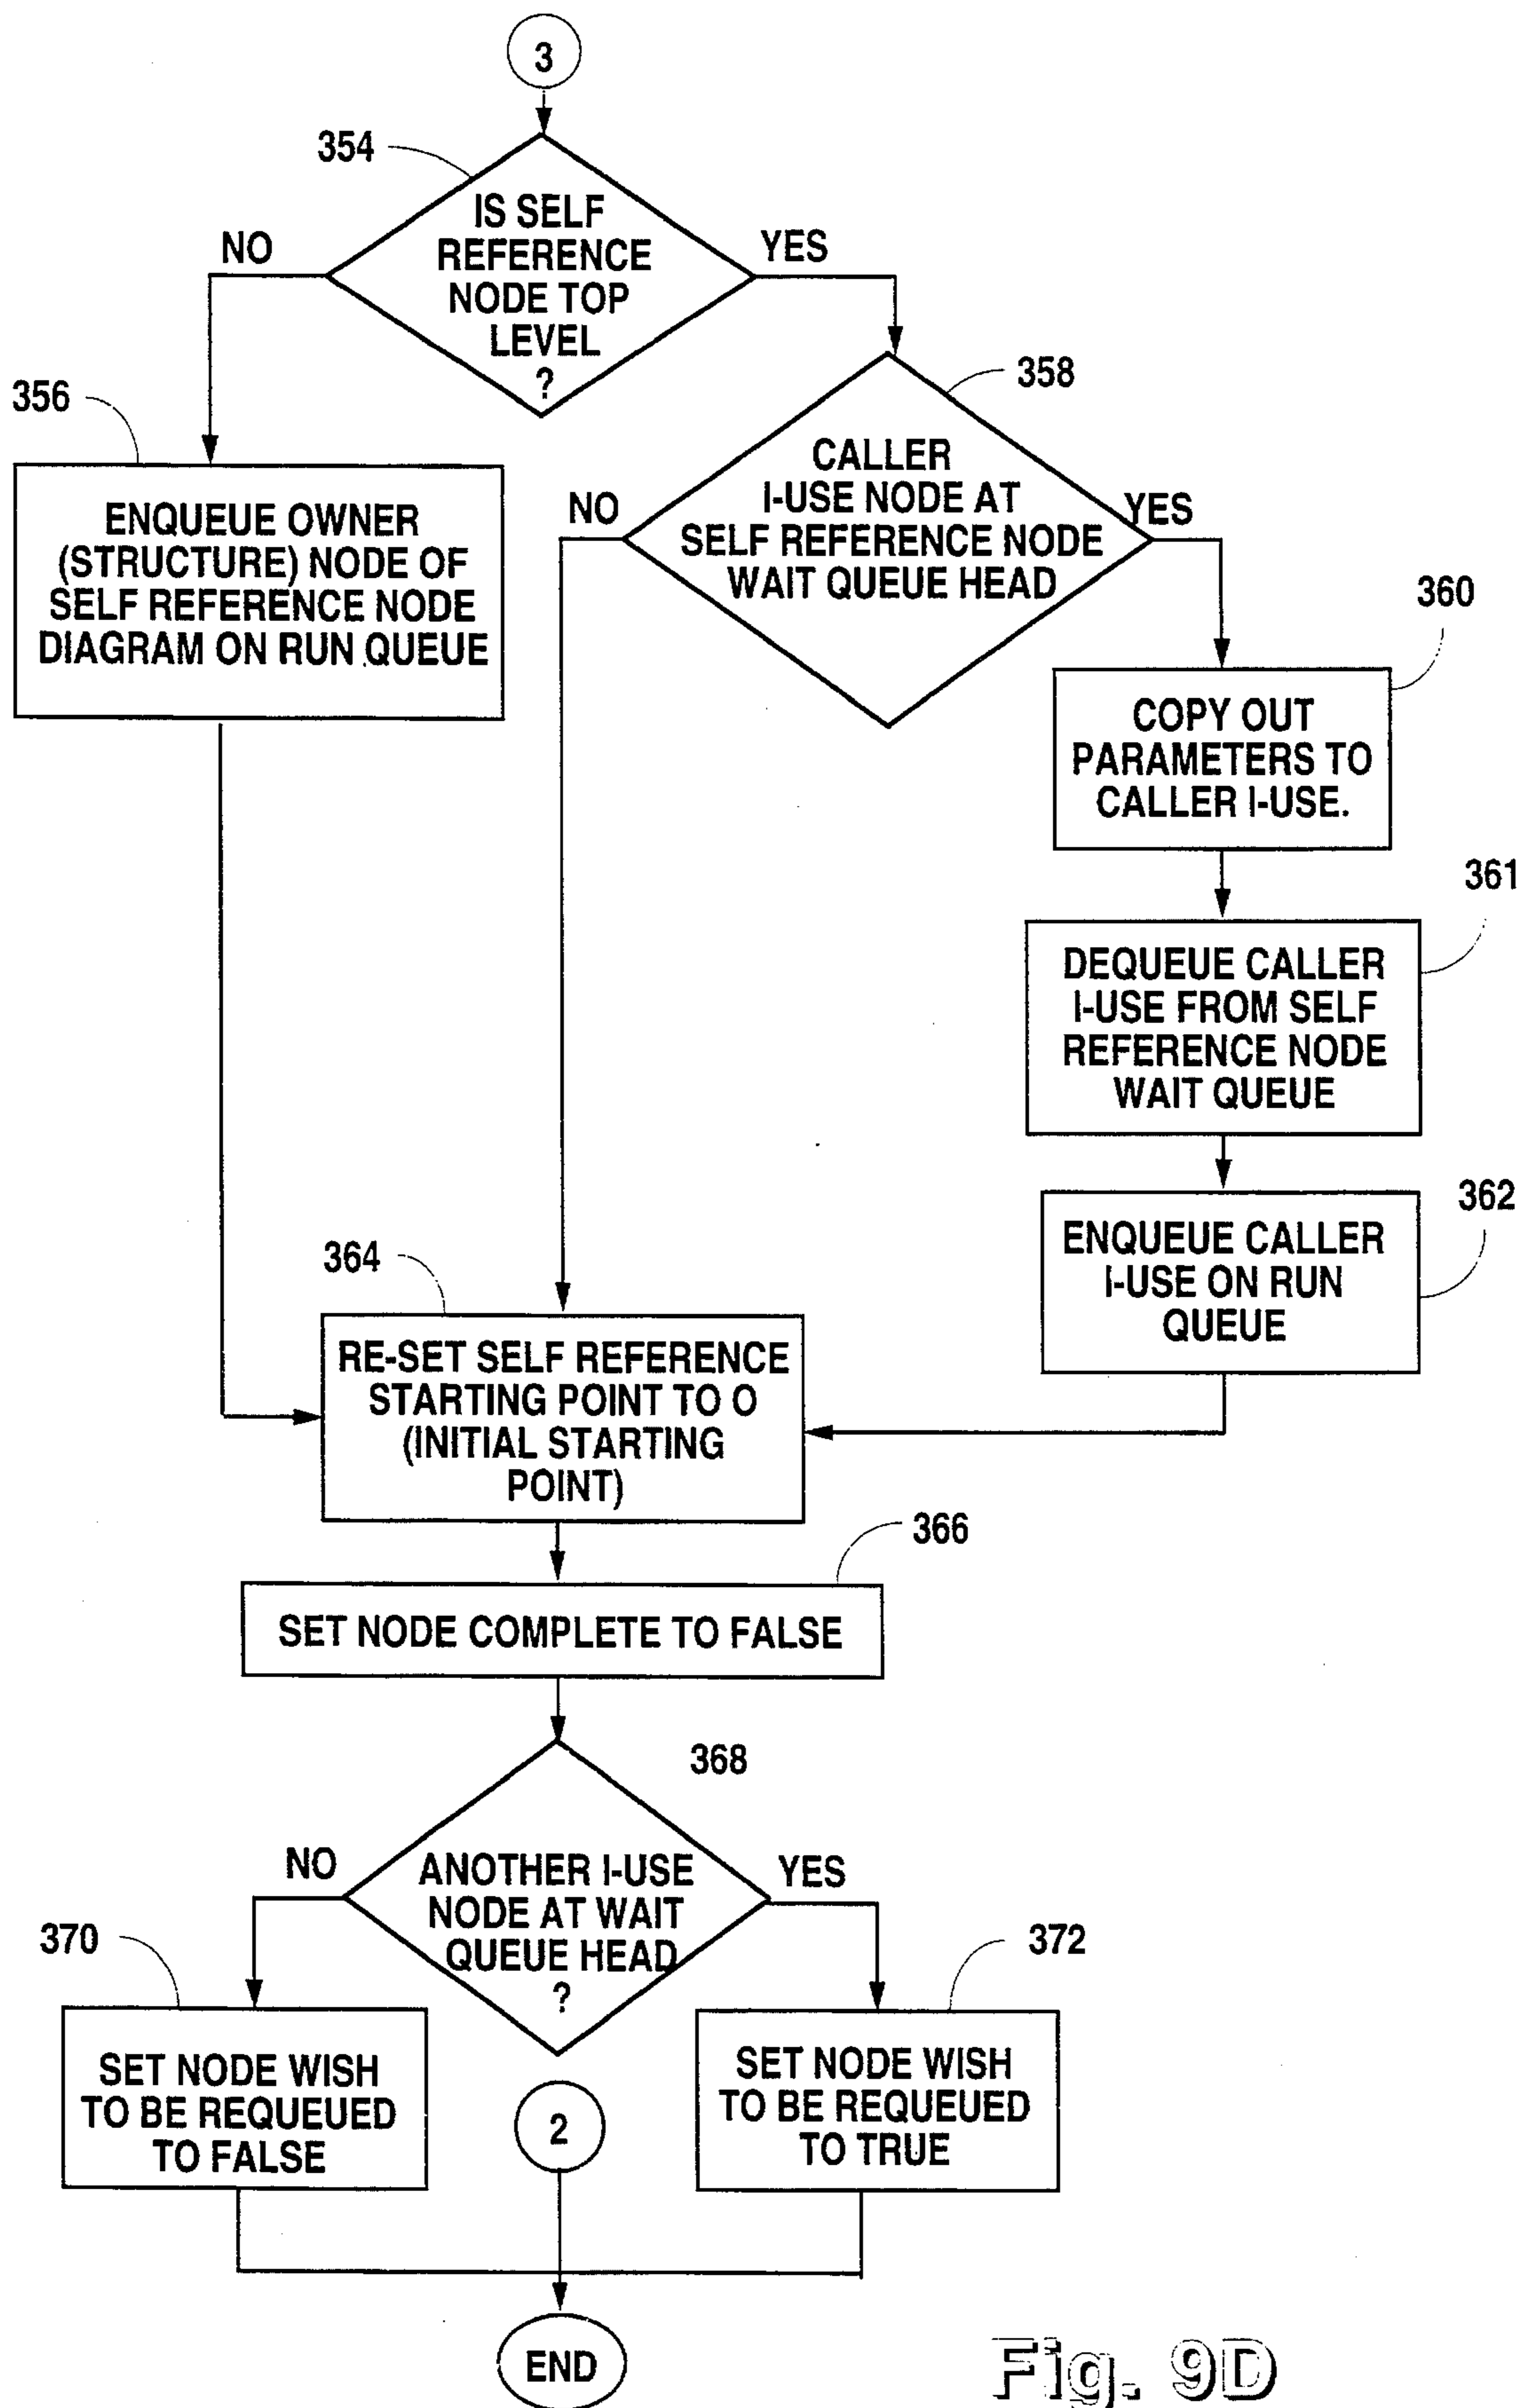 3
354
IS SELF
REFERENCE
NODE TOP
LEVEL
?
NO
YES
356
ENQUEUE OWNER
(STRUCTURE) NODE OF
SELF REFERENCE NODE
DIAGRAM ON RUN QUEUE
358
CALLER
I-USE NODE AT
SELF REFERENCE NODE
WAIT QUEUE HEAD
NO
YES
360
COPY OUT
PARAMETERS TO
CALLER I-USE.
361
DEQUEUE CALLER
I-USE FROM SELF
REFERENCE NODE
WAIT QUEUE
362
ENQUEUE CALLER
I-USE ON RUN
QUEUE
364
RE-SET SELF REFERENCE
STARTING POINT TO O
(INITIAL STARTING
POINT)
366
SET NODE COMPLETE TO FALSE
368
ANOTHER I-USE
NODE AT WAIT
QUEUE HEAD
?
NO
YES
370
SET NODE WISH
TO BE REQUEUED
TO FALSE
372
SET NODE WISH
TO BE REQUEUED
TO TRUE
2
END
Fig. 9D